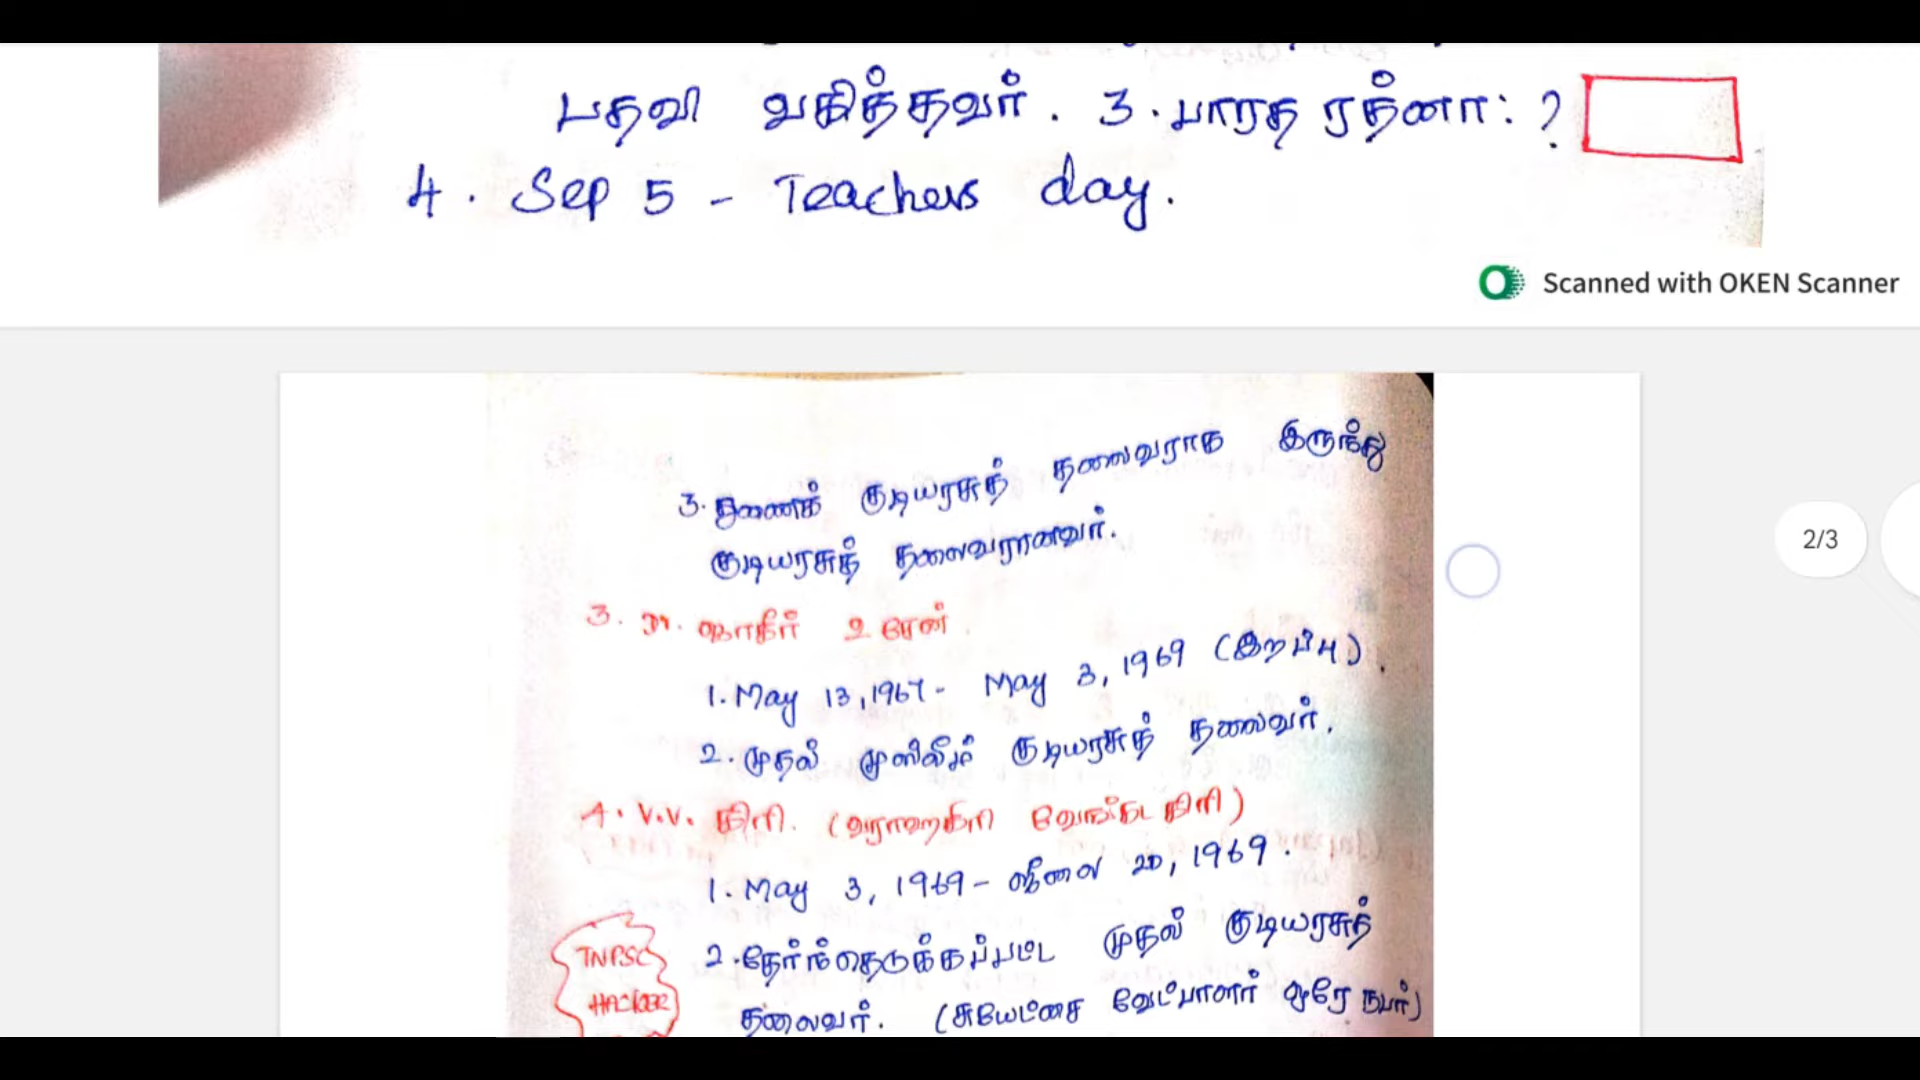 பதவி வகித்தவர். 3. பாரத ரத்னா: ?
4. Sep 5 - Teachers day.
Scanned with OKEN Scanner
3. துணைக் குடியரசுத் தலைவராக இருந்து
குடியரசுத் தலைவரானவர்.
2/3
3. Dr. ஜாகீர் உசேன்.
1. May 13, 1967 - May 3, 1969 (இறப்பு).
2. முதல் முஸ்லீம் குடியரசுத் தலைவர்.
4. V.V. கிரி. (வராஹகிரி வேங்கட கிரி)
1. May 3, 1969 - ஜீலை 20, 1969.
2. தேர்ந்தெடுக்கப்பட்ட முதல் குடியரசுத்
TNPSC
HACKER
தலைவர். (சுயேட்சை வேட்பாளர் ஒரே நபர்)